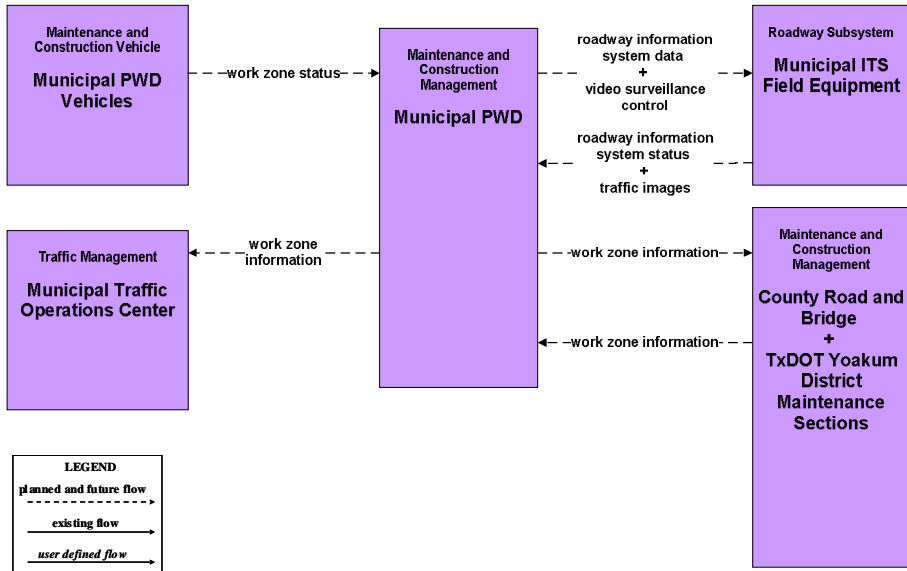 Maintenance and
Construction Vehicle
Municipal PWD
Vehicles
work zone status
Maintenance and
Construction
Management
Municipal PWD
roadway information
system data
+
video surveillance
control
roadway information
system status
+
traffic images
Roadway Subsystem
Municipal ITS
Field Equipment
Traffic Management
Municipal Traffic
Operations Center
work zone
information
work zone information
work zone information
Maintenance and
Construction
Management
County Road and
Bridge
+
TxDOT Yoakum
District
Maintenance
Sections
LEGEND
planned and future flow
existing flow
user defined flow